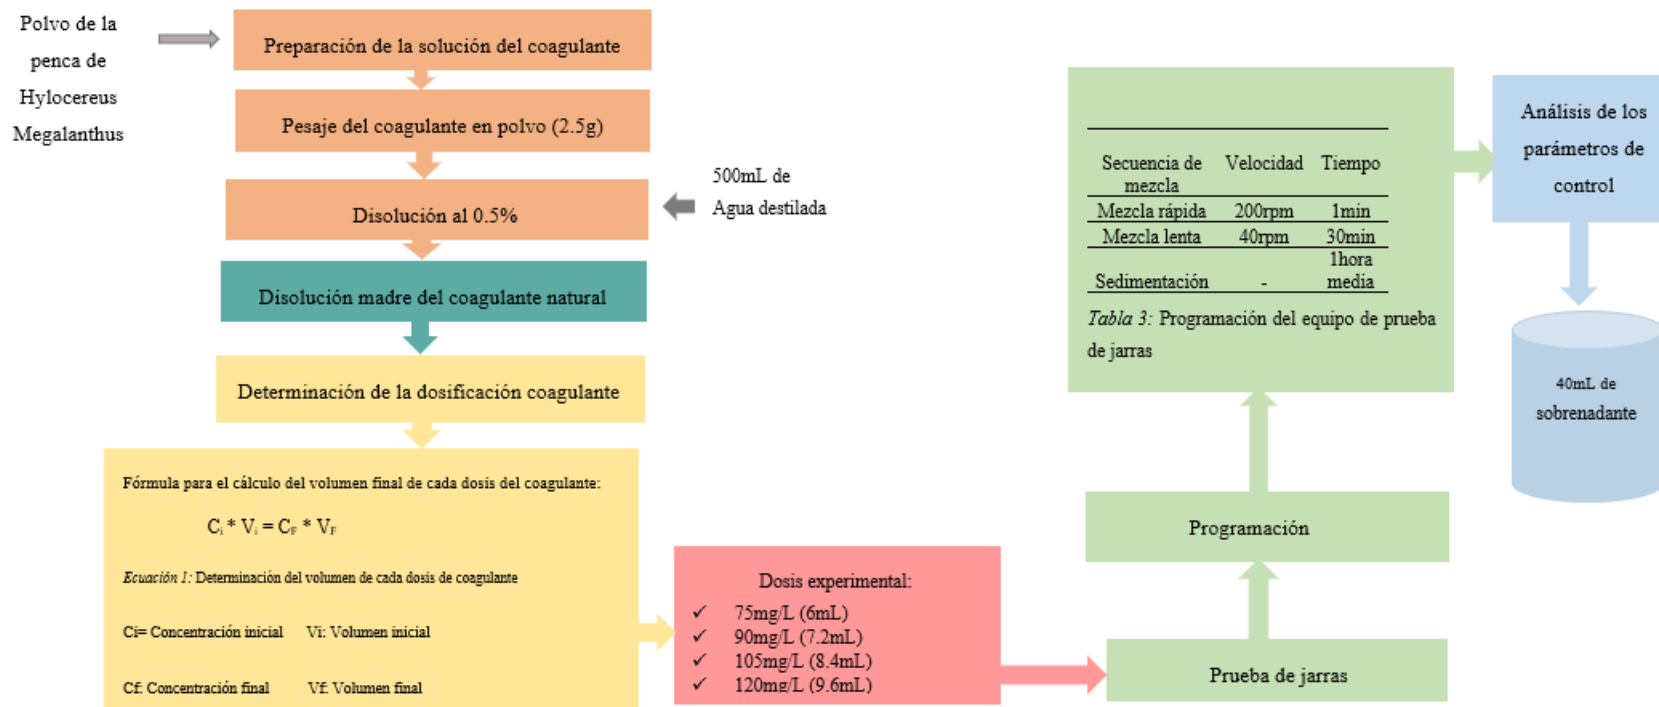 Polvo de la
penca de
Hylocereus
Megalanthus
Preparación de la solución del coagulante
Pesaje del coagulante en polvo (2.5g)
Disolución al 0.5%
500mL de
Agua destilada
Disolución madre del coagulante natural
Determinación de la dosificación coagulante
Fórmula para el cálculo del volumen final de cada dosis del coagulante:
Cᵢ * Vᵢ = C_F * V_F
Ecuación 1: Determinación del volumen de cada dosis de coagulante
Ci= Concentración inicial Vi: Volumen inicial
Cf: Concentración final Vf: Volumen final
Dosis experimental:
✓ 75mg/L (6mL)
✓ 90mg/L (7.2mL)
✓ 105mg/L (8.4mL)
✓ 120mg/L (9.6mL)
Prueba de jarras
Programación
Secuencia de mezcla Velocidad Tiempo
Mezcla rápida 200rpm 1min
Mezcla lenta 40rpm 30min
Sedimentación - 1hora media
Tabla 3: Programación del equipo de prueba
de jarras
Análisis de los
parámetros de
control
40mL de
sobrenadante